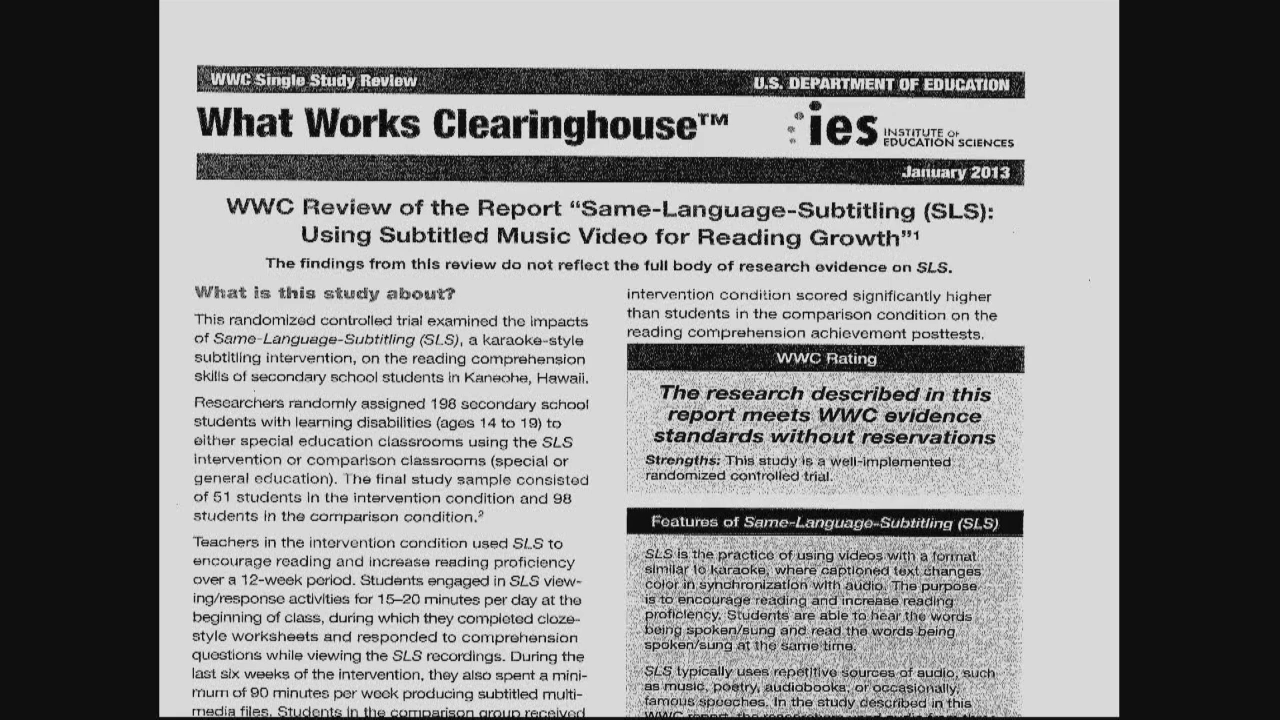 WWC Single Study Review
U.S. DEPARTMENT OF EDUCATION
What Works Clearinghouse™
ies INSTITUTE OF
EDUCATION SCIENCES
January 2013
WWC Review of the Report “Same-Language-Subtitling (SLS):
Using Subtitled Music Video for Reading Growth”¹
The findings from this review do not reflect the full body of research evidence on SLS.
What is this study about?
This randomized controlled trial examined the impacts
of Same-Language-Subtitling (SLS), a karaoke-style
subtitling intervention, on the reading comprehension
skills of secondary school students in Kaneohe, Hawaii.
Researchers randomly assigned 198 secondary school
students with learning disabilities (ages 14 to 19) to
either special education classrooms using the SLS
intervention or comparison classrooms (special or
general education). The final study sample consisted
of 51 students in the intervention condition and 98
students in the comparison condition.²
Teachers in the intervention condition used SLS to
encourage reading and increase reading proficiency
over a 12-week period. Students engaged in SLS view-
ing/response activities for 15–20 minutes per day at the
beginning of class, during which they completed cloze-
style worksheets and responded to comprehension
questions while viewing the SLS recordings. During the
last six weeks of the intervention, they also spent a mini-
mum of 90 minutes per week producing subtitled multi-
media files. Students in the comparison group received
intervention condition scored significantly higher
than students in the comparison condition on the
reading comprehension achievement posttests.
WWC Rating
The research described in this
report meets WWC evidence
standards without reservations
Strengths: This study is a well-implemented
randomized controlled trial.
Features of Same-Language-Subtitling (SLS)
SLS is the practice of using videos with a format
similar to karaoke, where captioned text changes
color in synchronization with audio. The purpose
is to encourage reading and increase reading
proficiency. Students are able to hear the words
being spoken/sung and read the words being
spoken/sung at the same time.
SLS typically uses repetitive sources of audio, such
as music, poetry, audiobooks, or occasionally,
famous speeches. In the study described in this
WWC report, the researchers